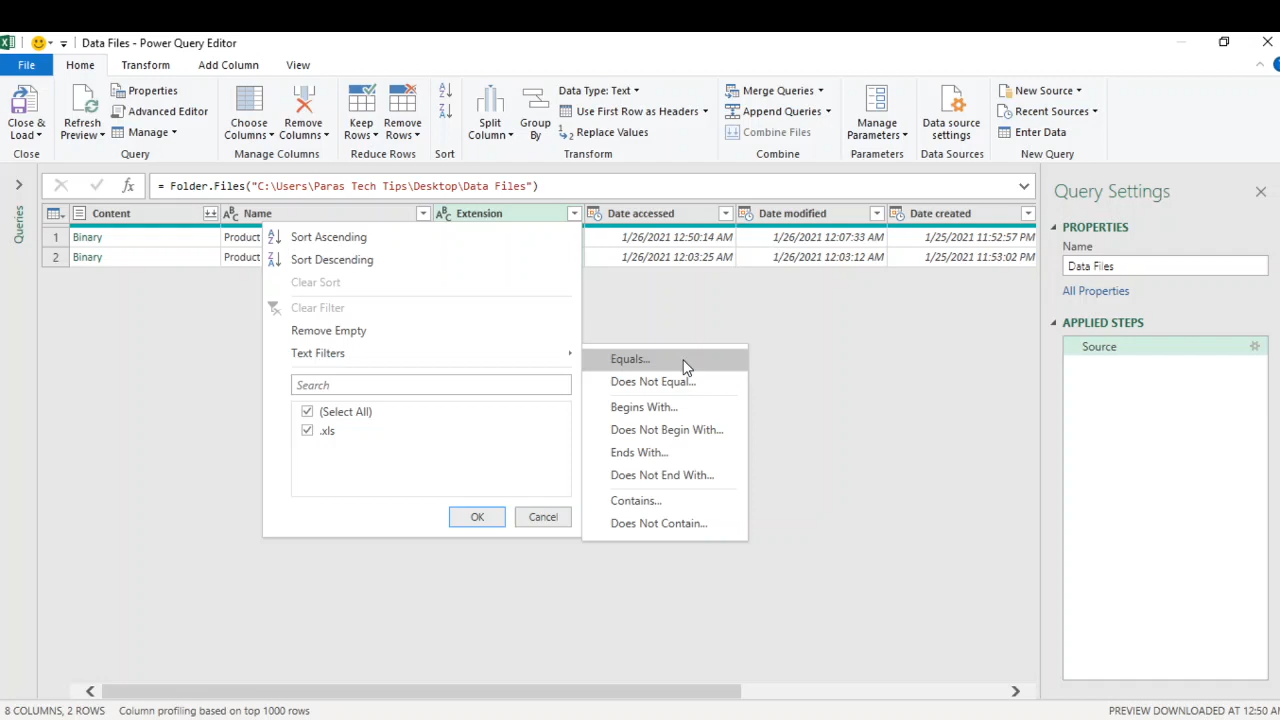 Data Files - Power Query Editor
File Home Transform Add Column View
Close & Load
Close
Refresh Preview
Properties
Advanced Editor
Manage
Query
Choose Columns
Remove Columns
Manage Columns
Keep Rows
Remove Rows
Reduce Rows
Sort
Split Column
Group By
Data Type: Text
Use First Row as Headers
Replace Values
Transform
Merge Queries
Append Queries
Combine Files
Combine
Manage Parameters
Parameters
Data source settings
Data Sources
New Source
Recent Sources
Enter Data
New Query
Queries
fx = Folder.Files("C:\Users\Paras Tech Tips\Desktop\Data Files")
Content Name Extension Date accessed Date modified Date created
1 Binary Product 1/26/2021 12:50:14 AM 1/26/2021 12:07:33 AM 1/25/2021 11:52:57 PM
2 Binary Product 1/26/2021 12:03:25 AM 1/26/2021 12:03:12 AM 1/25/2021 11:53:02 PM
Sort Ascending
Sort Descending
Clear Sort
Clear Filter
Remove Empty
Text Filters
Search
(Select All)
.xls
OK Cancel
Equals...
Does Not Equal...
Begins With...
Does Not Begin With...
Ends With...
Does Not End With...
Contains...
Does Not Contain...
Query Settings
PROPERTIES
Name
Data Files
All Properties
APPLIED STEPS
Source
8 COLUMNS, 2 ROWS Column profiling based on top 1000 rows
PREVIEW DOWNLOADED AT 12:50